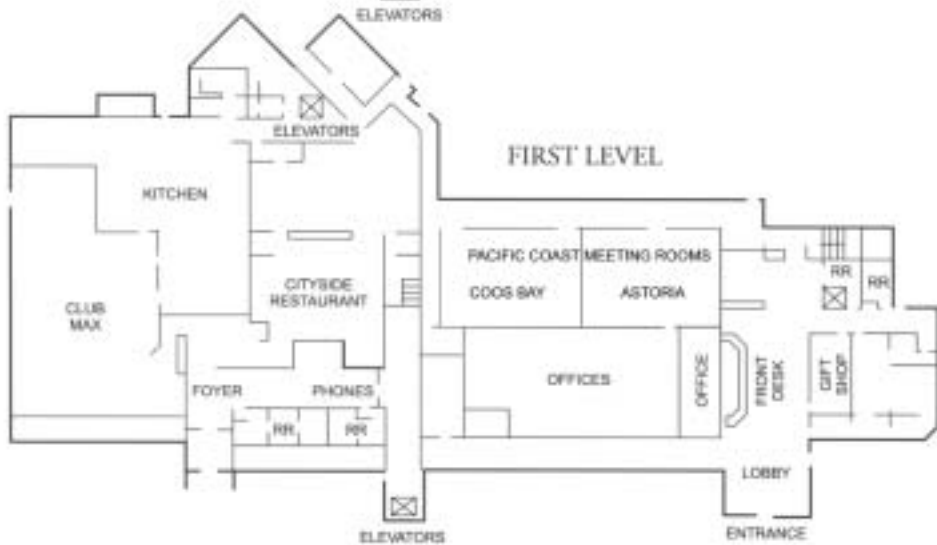 ELEVATORS
ELEVATORS
FIRST LEVEL
KITCHEN
PACIFIC COAST MEETING ROOMS
COOS BAY
ASTORIA
RR
RR
CITYSIDE
RESTAURANT
CLUB
MAX
OFFICES
OFFICE
FRONT
DESK
GIFT
SHOP
FOYER
PHONES
RR
RR
LOBBY
ENTRANCE
ELEVATORS